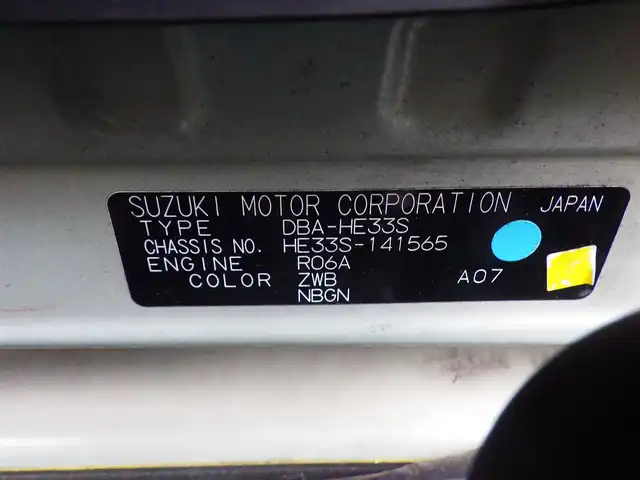 SUZUKI MOTOR CORPORATION JAPAN
TYPE DBA-HE33S
CHASSIS NO. HE33S-141565
ENGINE R06A
COLOR ZWB A07
NBGN